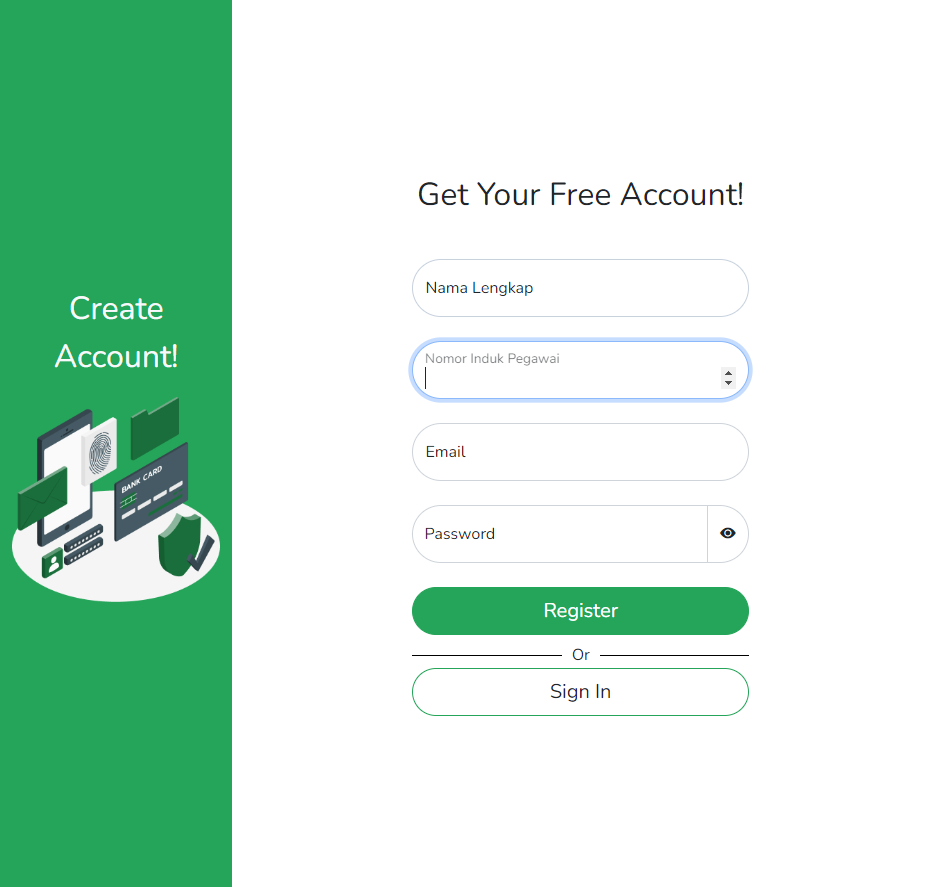 Create
Account!
BANK CARD
Get Your Free Account!
Nama Lengkap
Nomor Induk Pegawai
Email
Password
Register
Or
Sign In